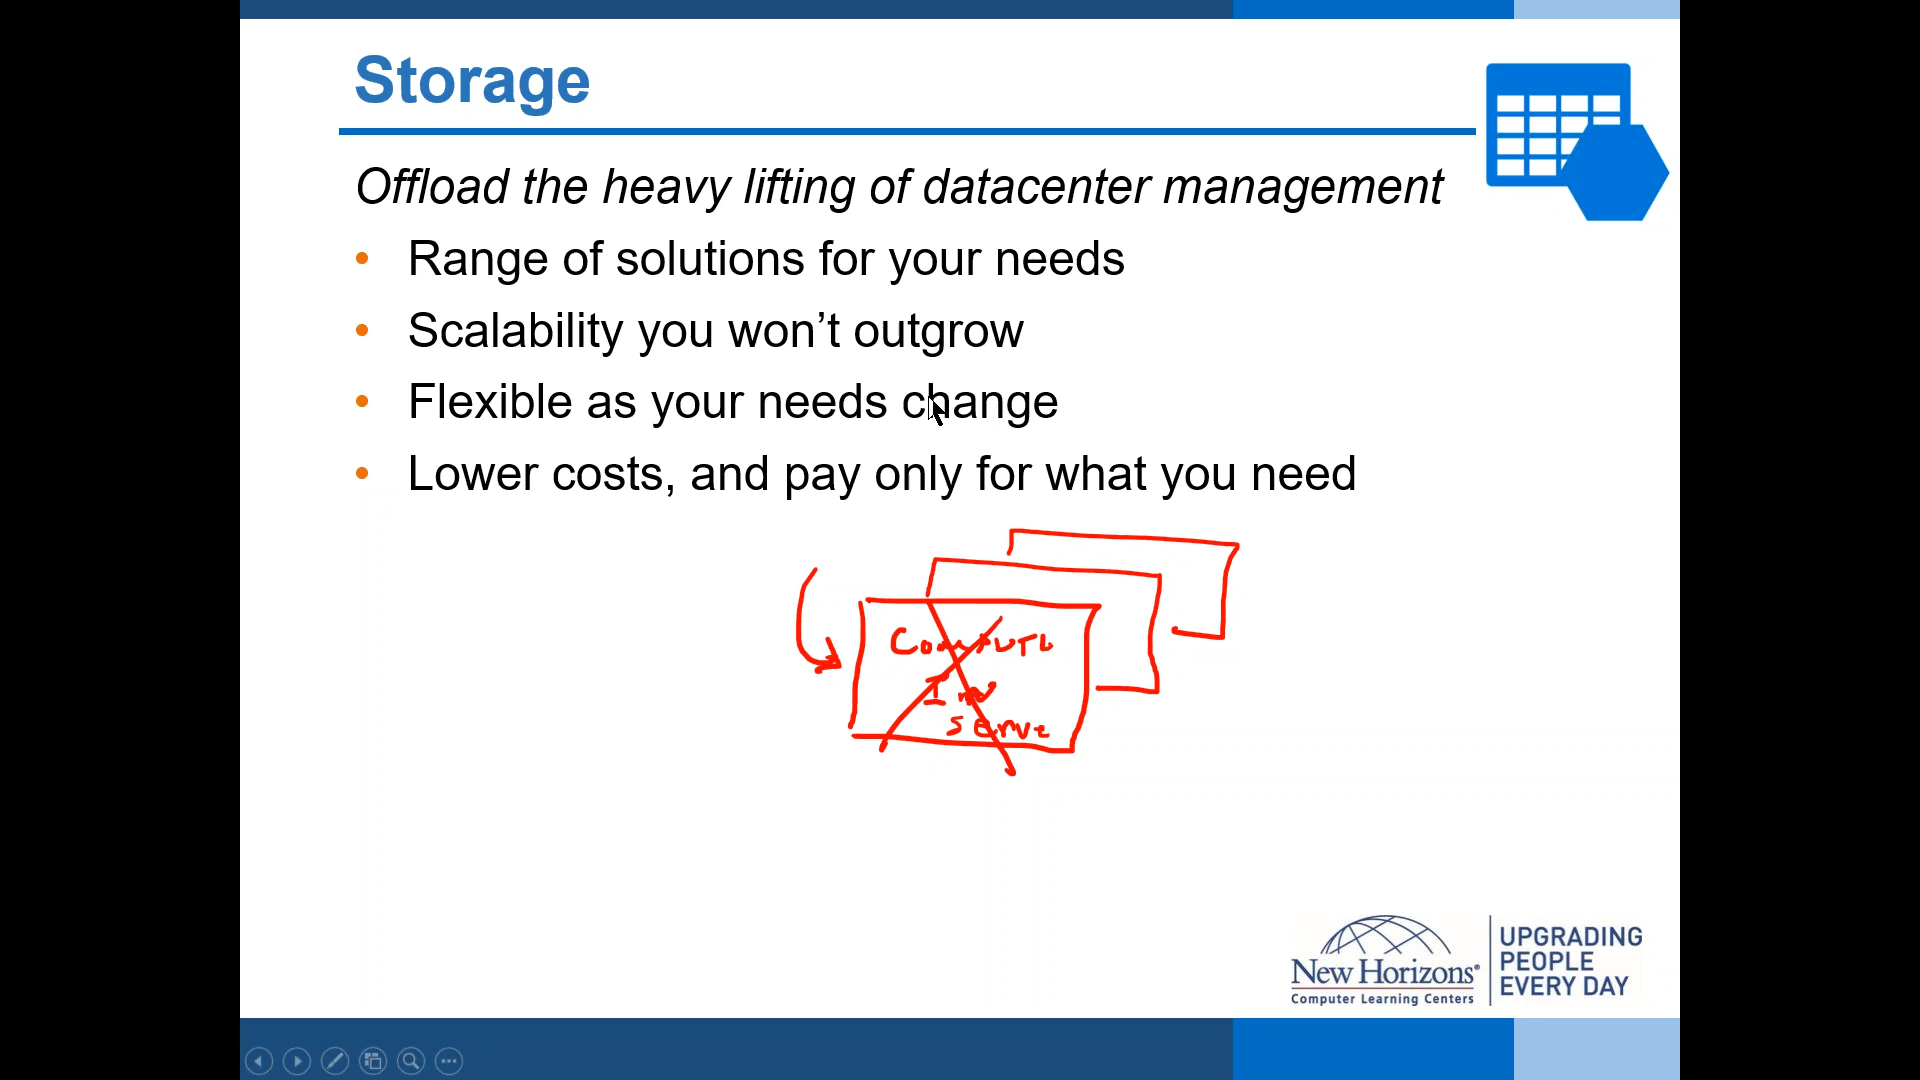 Storage
Offload the heavy lifting of datacenter management
• Range of solutions for your needs
• Scalability you won’t outgrow
• Flexible as your needs change
• Lower costs, and pay only for what you need
New Horizons®
Computer Learning Centers
UPGRADING
PEOPLE
EVERY DAY